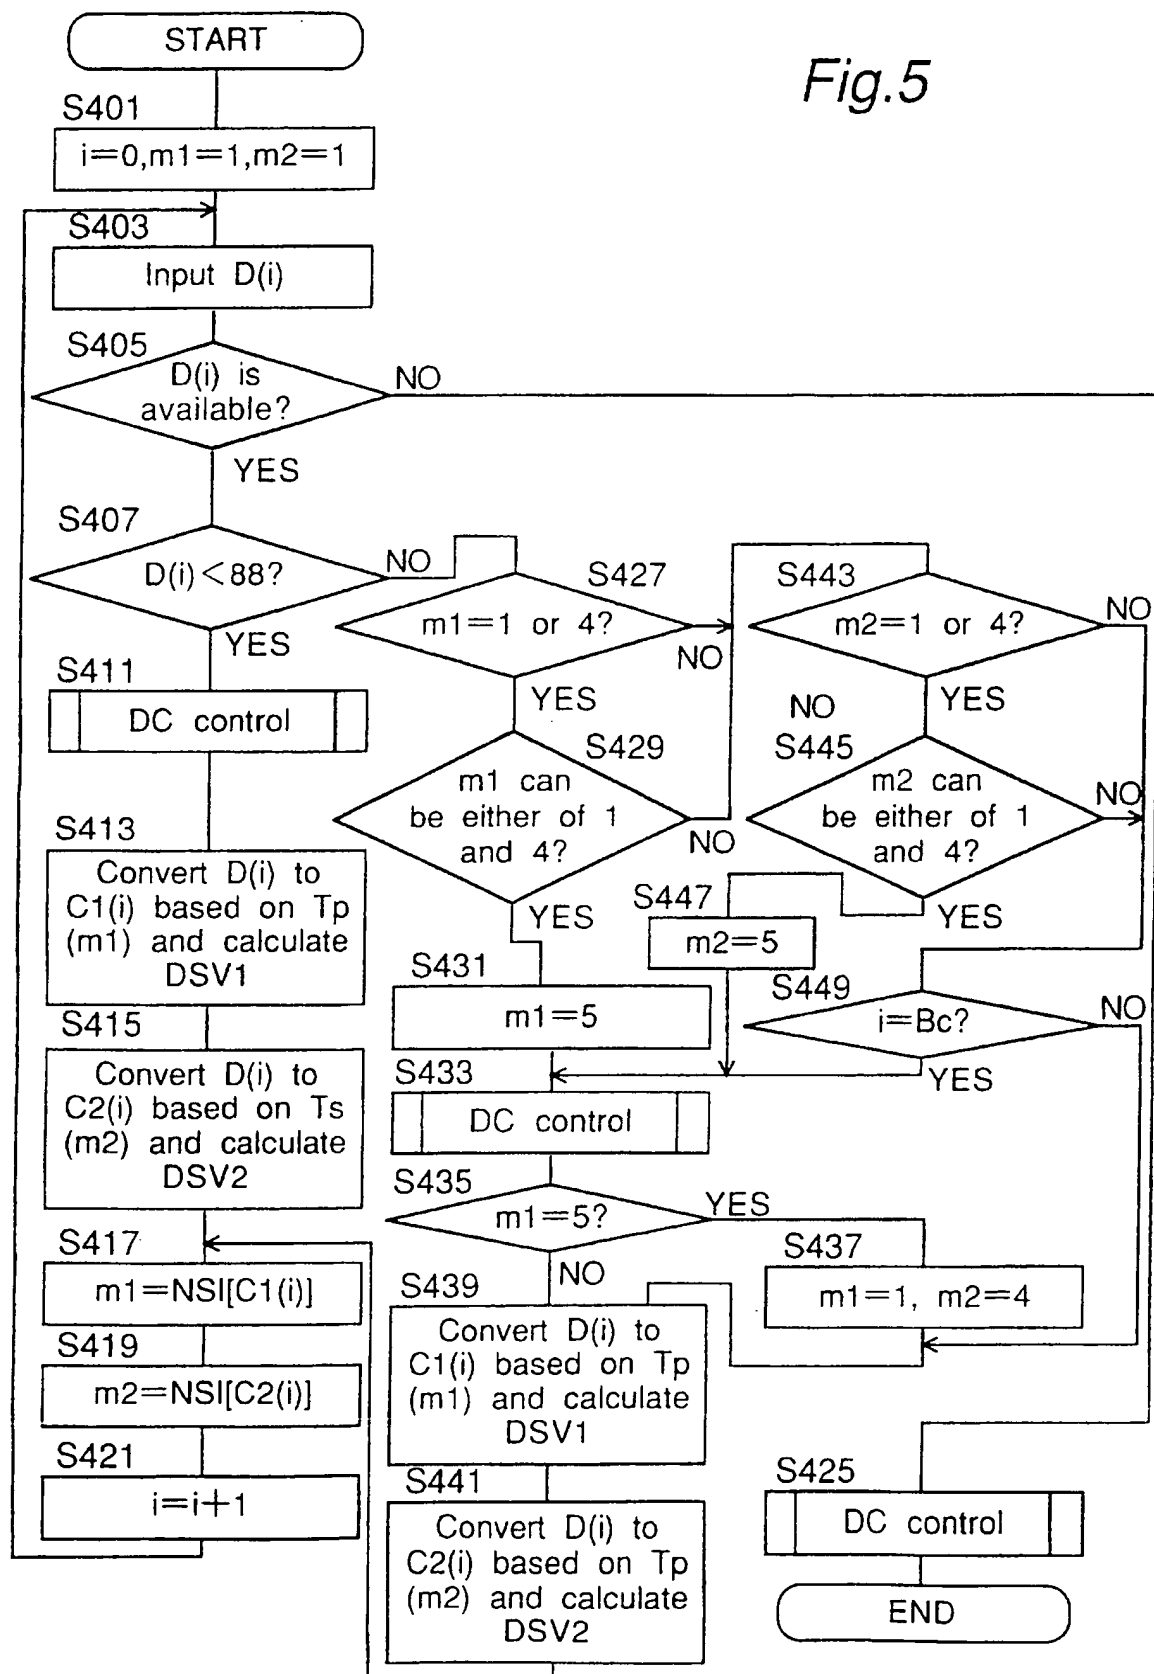 START
Fig.5
S401
i=0,m1=1,m2=1
S403
Input D(i)
S405
D(i) is
available?
NO
YES
S407
D(i)<88?
NO
YES
S411
DC control
S413
Convert D(i) to
C1(i) based on Tp
(m1) and calculate
DSV1
S415
Convert D(i) to
C2(i) based on Ts
(m2) and calculate
DSV2
S417
m1=NSI[C1(i)]
S419
m2=NSI[C2(i)]
S421
i=i+1
S427
m1=1 or 4?
NO
YES
S429
m1 can
be either of 1
and 4?
NO
YES
S431
m1=5
S433
DC control
S435
m1=5?
YES
NO
S437
m1=1, m2=4
S439
Convert D(i) to
C1(i) based on Tp
(m1) and calculate
DSV1
S441
Convert D(i) to
C2(i) based on Tp
(m2) and calculate
DSV2
S443
m2=1 or 4?
NO
YES
NO
S445
m2 can
be either of 1
and 4?
NO
YES
S447
m2=5
S449
i=Bc?
NO
YES
S425
DC control
END